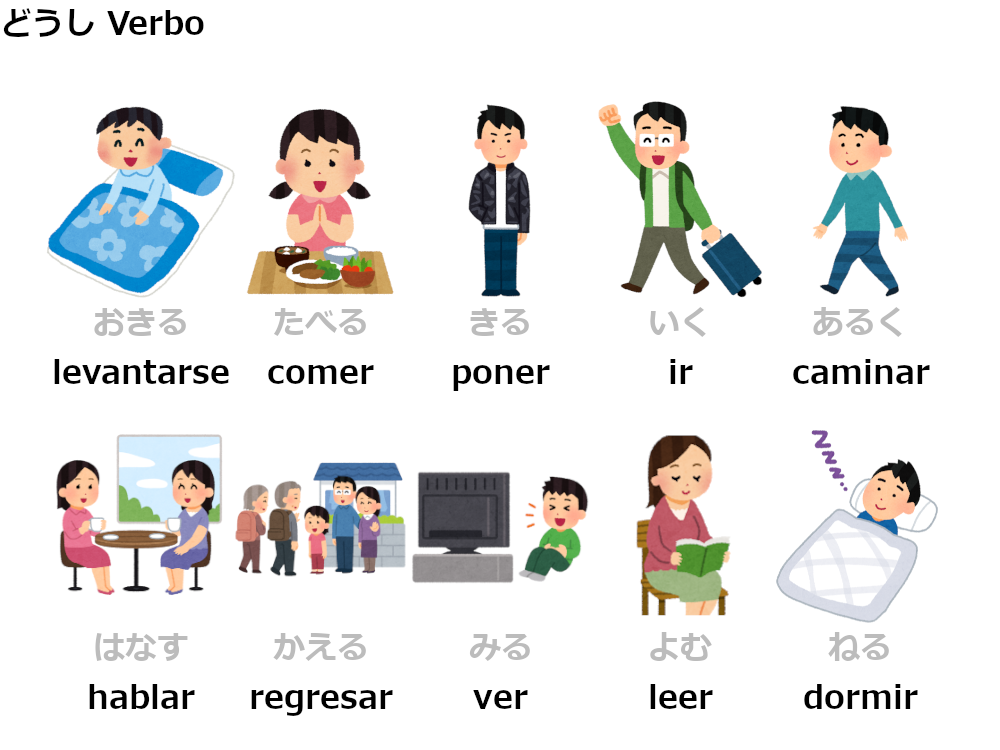 どうし Verbo
おきる たべる きる いく あるく
levantarse comer poner ir caminar
ZZZ..
はなす かえる みる よむ ねる
hablar regresar ver leer dormir